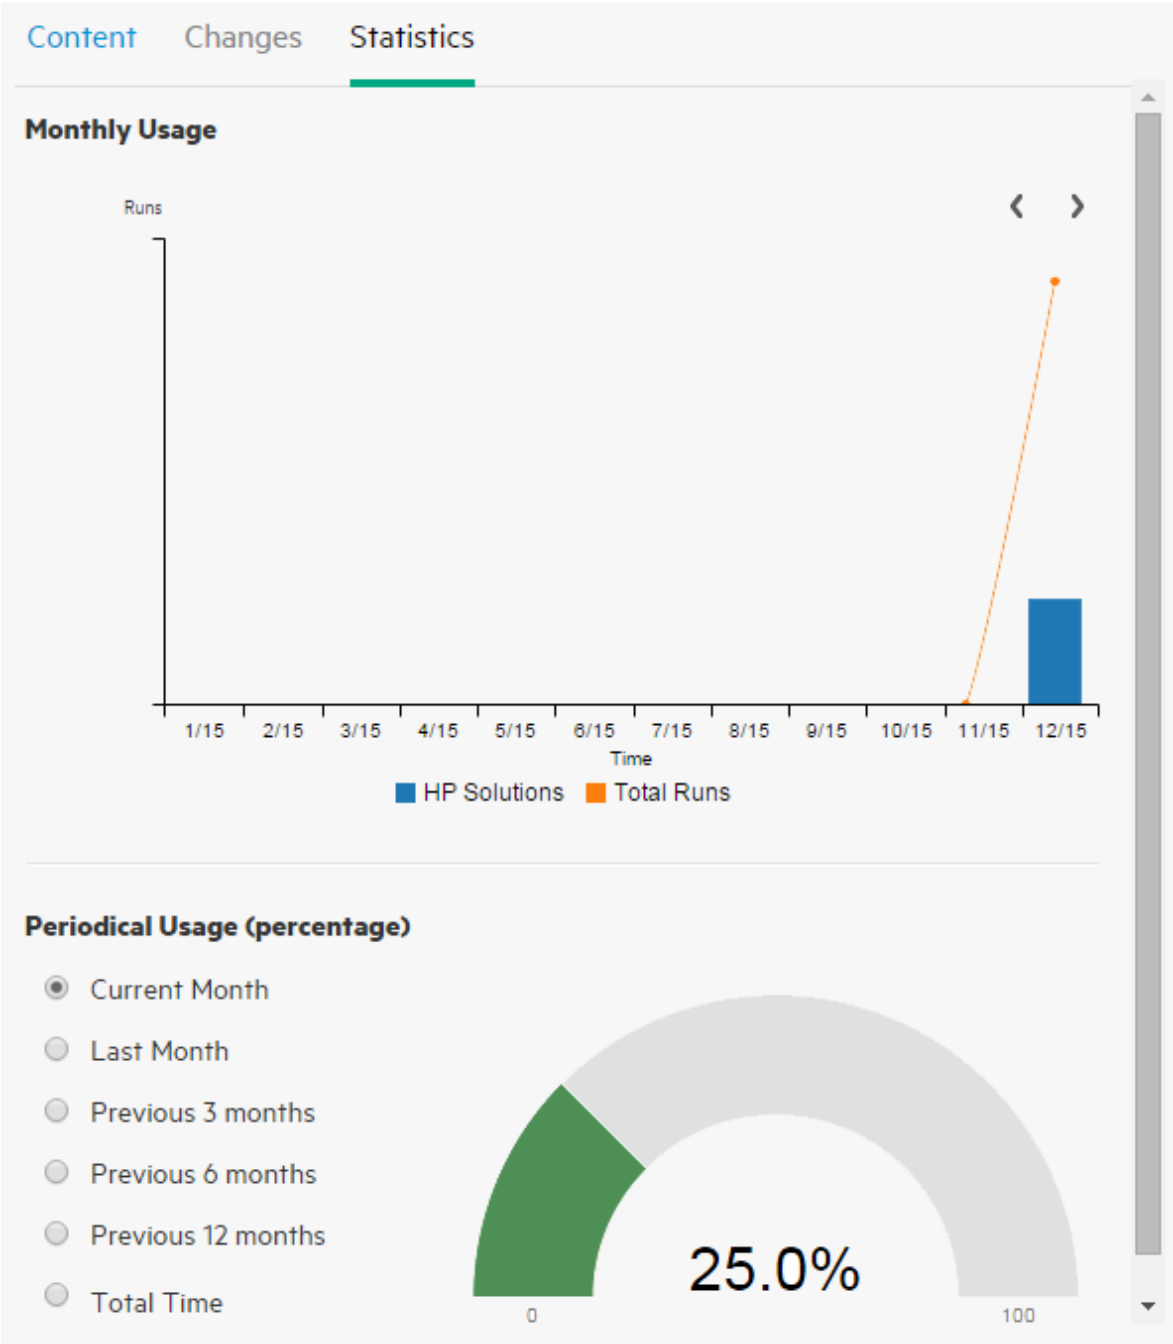 Content Changes Statistics
Monthly Usage
Runs
1/15 2/15 3/15 4/15 5/15 6/15 7/15 8/15 9/15 10/15 11/15 12/15
Time
HP Solutions Total Runs
Periodical Usage (percentage)
Current Month
Last Month
Previous 3 months
Previous 6 months
Previous 12 months
Total Time
25.0%
0 100